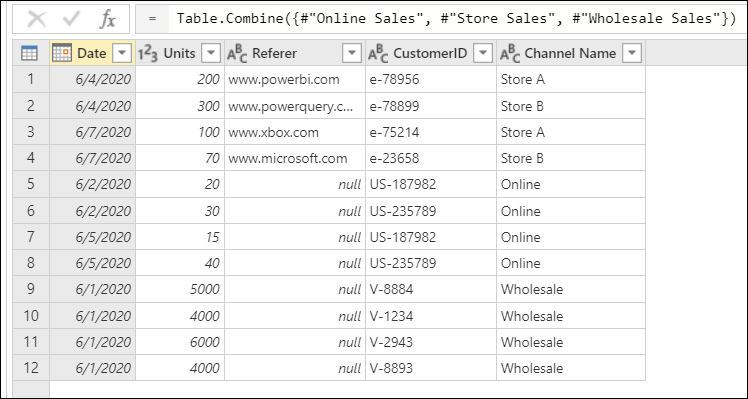 fx = Table.Combine({#"Online Sales", #"Store Sales", #"Wholesale Sales"})
Date 123 Units ABC Referer ABC CustomerID ABC Channel Name
1 6/4/2020 200 www.powerbi.com e-78956 Store A
2 6/4/2020 300 www.powerquery.c... e-78899 Store B
3 6/7/2020 100 www.xbox.com e-75214 Store A
4 6/7/2020 70 www.microsoft.com e-23658 Store B
5 6/2/2020 20 null US-187982 Online
6 6/2/2020 30 null US-235789 Online
7 6/5/2020 15 null US-187982 Online
8 6/5/2020 40 null US-235789 Online
9 6/1/2020 5000 null V-8884 Wholesale
10 6/1/2020 4000 null V-1234 Wholesale
11 6/1/2020 6000 null V-2943 Wholesale
12 6/1/2020 4000 null V-8893 Wholesale